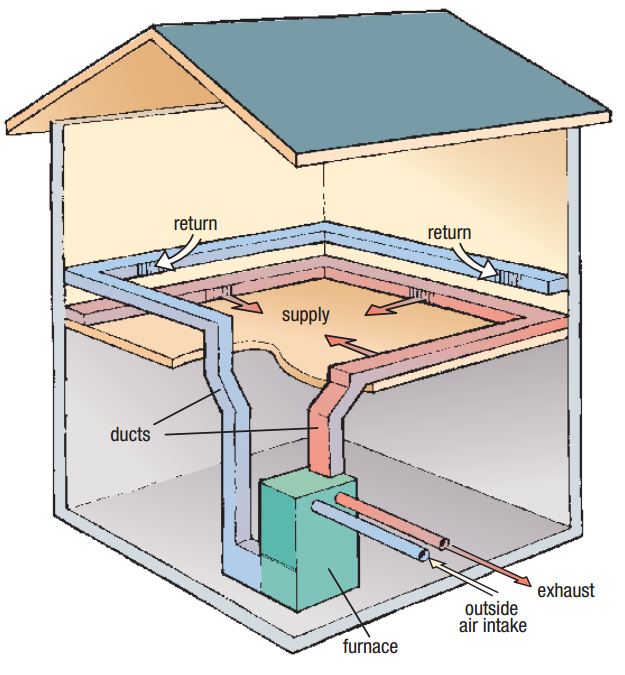 return
return
supply
ducts
exhaust
outside
air intake
furnace